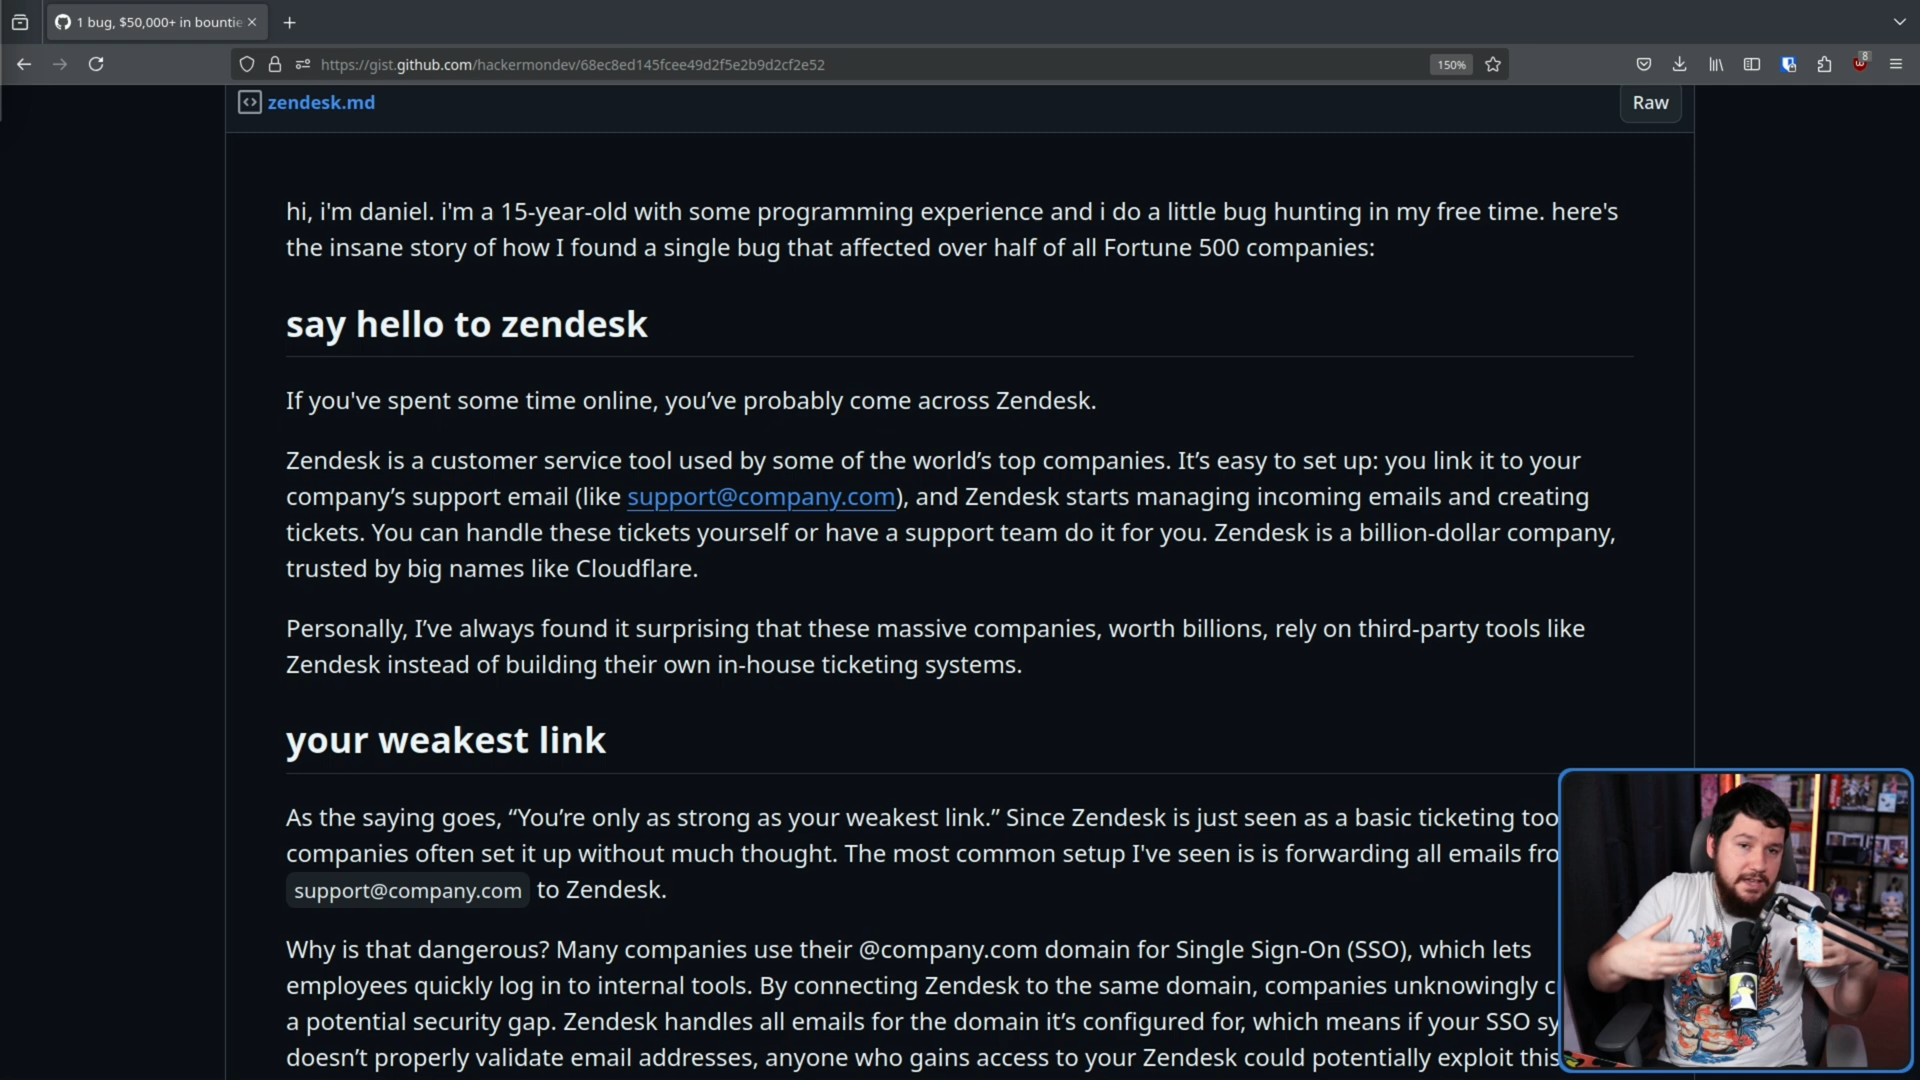 1 bug, $50,000+ in bountie
https://gist.github.com/hackermondev/68ec8ed145fcee49d2f5e2b9d2cf2e52
150%
8
zendesk.md
Raw
hi, i'm daniel. i'm a 15-year-old with some programming experience and i do a little bug hunting in my free time. here's
the insane story of how I found a single bug that affected over half of all Fortune 500 companies:
say hello to zendesk
If you've spent some time online, you’ve probably come across Zendesk.
Zendesk is a customer service tool used by some of the world’s top companies. It’s easy to set up: you link it to your
company’s support email (like support@company.com), and Zendesk starts managing incoming emails and creating
tickets. You can handle these tickets yourself or have a support team do it for you. Zendesk is a billion-dollar company,
trusted by big names like Cloudflare.
Personally, I’ve always found it surprising that these massive companies, worth billions, rely on third-party tools like
Zendesk instead of building their own in-house ticketing systems.
your weakest link
As the saying goes, “You’re only as strong as your weakest link.” Since Zendesk is just seen as a basic ticketing too
companies often set it up without much thought. The most common setup I've seen is is forwarding all emails fro
support@company.com to Zendesk.
Why is that dangerous? Many companies use their @company.com domain for Single Sign-On (SSO), which lets
employees quickly log in to internal tools. By connecting Zendesk to the same domain, companies unknowingly c
a potential security gap. Zendesk handles all emails for the domain it’s configured for, which means if your SSO sy
doesn’t properly validate email addresses, anyone who gains access to your Zendesk could potentially exploit this